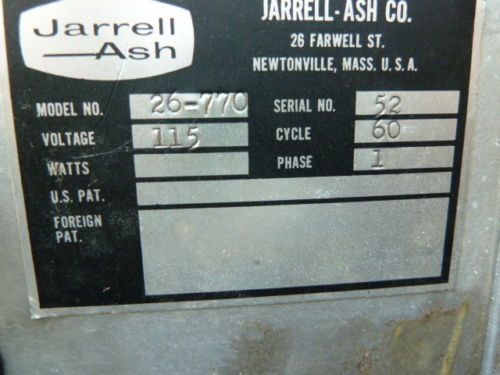 Jarrell
Ash
JARRELL-ASH CO.
26 FARWELL ST.
NEWTONVILLE, MASS. U.S.A.
MODEL NO. 26-770 SERIAL NO. 52
VOLTAGE 115 CYCLE 60
WATTS PHASE 1
U.S. PAT.
FOREIGN
PAT.